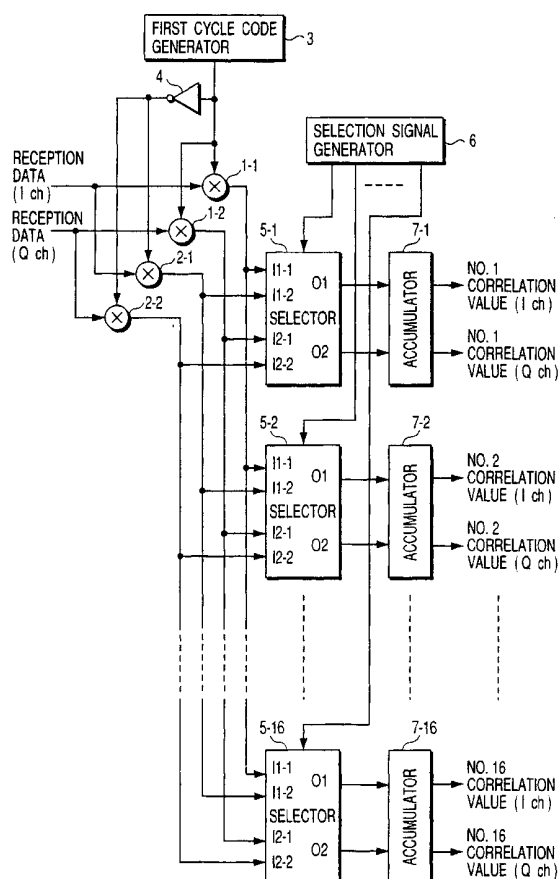 FIRST CYCLE CODE
GENERATOR
3
4
SELECTION SIGNAL
GENERATOR
6
RECEPTION
DATA
(I ch)
RECEPTION
DATA
(Q ch)
1-1
1-2
2-1
2-2
5-1
I1-1
I1-2
SELECTOR
I2-1
I2-2
O1
O2
7-1
ACCUMULATOR
NO. 1
CORRELATION
VALUE (I ch)
NO. 1
CORRELATION
VALUE (Q ch)
5-2
I1-1
I1-2
SELECTOR
I2-1
I2-2
O1
O2
7-2
ACCUMULATOR
NO. 2
CORRELATION
VALUE (I ch)
NO. 2
CORRELATION
VALUE (Q ch)
5-16
I1-1
I1-2
SELECTOR
I2-1
I2-2
O1
O2
7-16
ACCUMULATOR
NO. 16
CORRELATION
VALUE (I ch)
NO. 16
CORRELATION
VALUE (Q ch)